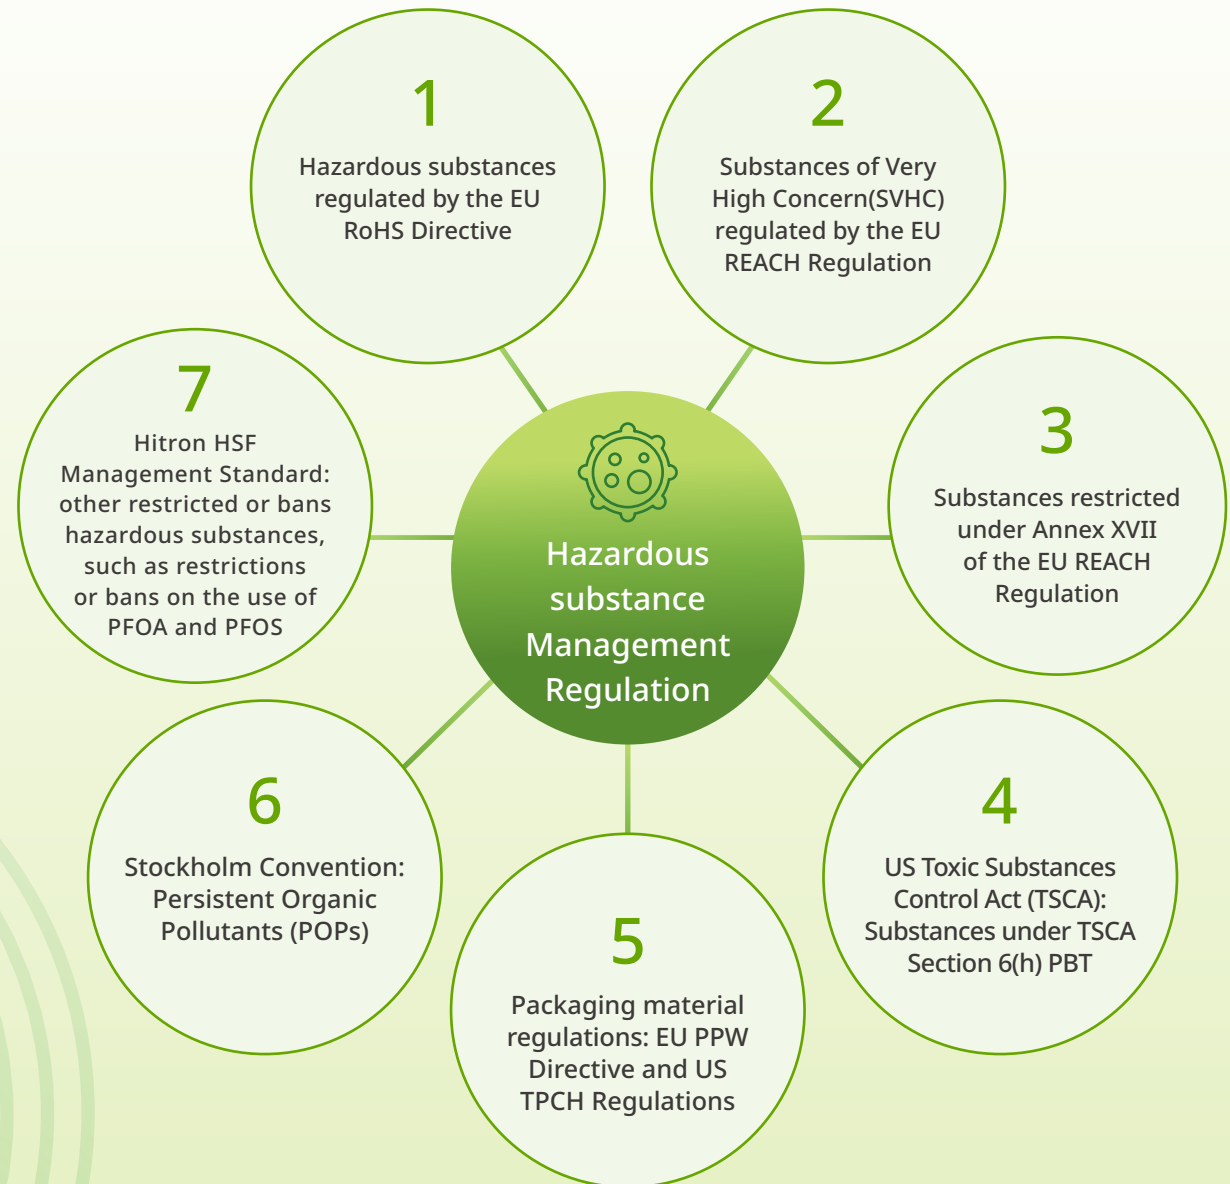 1
Hazardous substances
regulated by the EU
RoHS Directive
2
Substances of Very
High Concern(SVHC)
regulated by the EU
REACH Regulation
3
Substances restricted
under Annex XVII
of the EU REACH
Regulation
4
US Toxic Substances
Control Act (TSCA):
Substances under TSCA
Section 6(h) PBT
5
Packaging material
regulations: EU PPW
Directive and US
TPCH Regulations
6
Stockholm Convention:
Persistent Organic
Pollutants (POPs)
7
Hitron HSF
Management Standard:
other restricted or bans
hazardous substances,
such as restrictions
or bans on the use of
PFOA and PFOS
Hazardous
substance
Management
Regulation